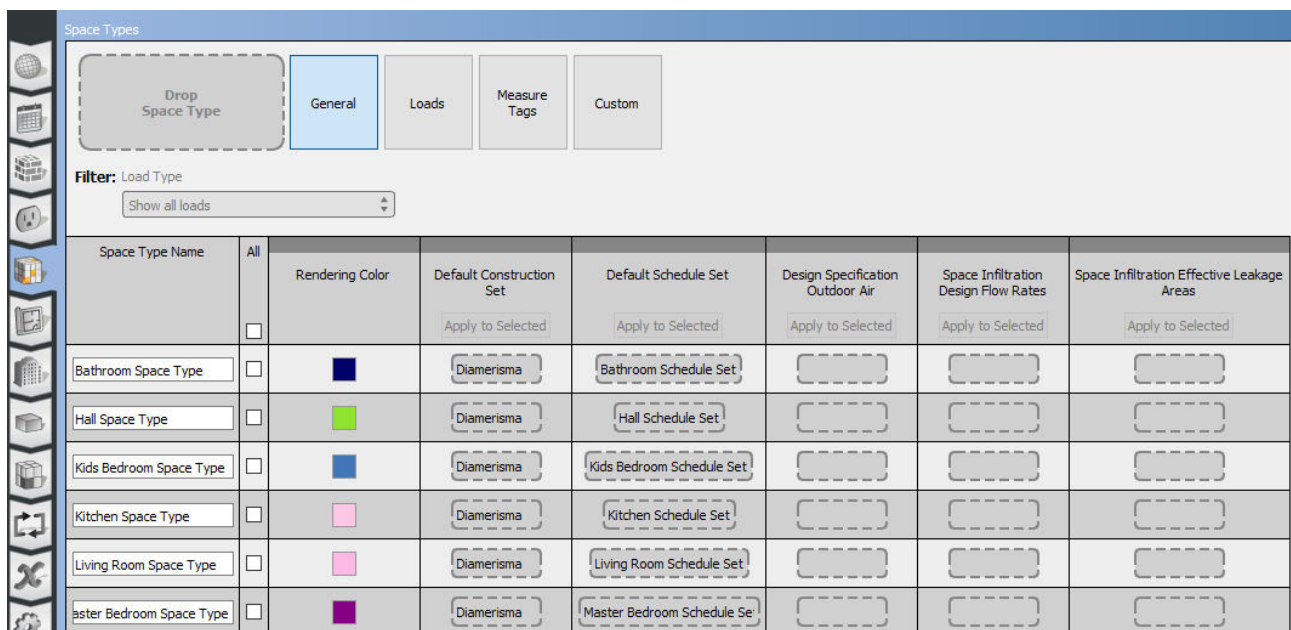 Space Types
Drop
Space Type
General
Loads
Measure
Tags
Custom
Filter: Load Type
Show all loads
Space Type Name
All
Rendering Color
Default Construction
Set
Default Schedule Set
Design Specification
Outdoor Air
Space Infiltration
Design Flow Rates
Space Infiltration Effective Leakage
Areas
Apply to Selected
Apply to Selected
Apply to Selected
Apply to Selected
Apply to Selected
Bathroom Space Type
Diamerisma
Bathroom Schedule Set
Hall Space Type
Diamerisma
Hall Schedule Set
Kids Bedroom Space Type
Diamerisma
Kids Bedroom Schedule Set
Kitchen Space Type
Diamerisma
Kitchen Schedule Set
Living Room Space Type
Diamerisma
Living Room Schedule Set
aster Bedroom Space Type
Diamerisma
Master Bedroom Schedule Se